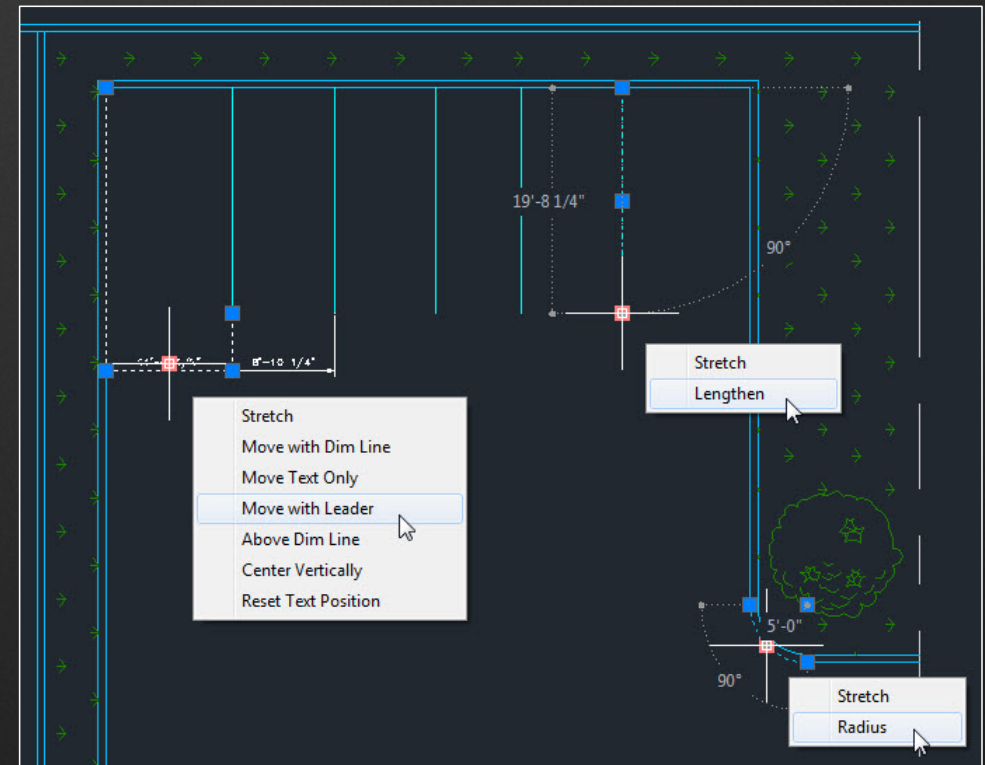 19'-8 1/4"
90°
8"-10 1/4"
Stretch
Lengthen
Stretch
Move with Dim Line
Move Text Only
Move with Leader
Above Dim Line
Center Vertically
Reset Text Position
5'-0"
90°
Stretch
Radius